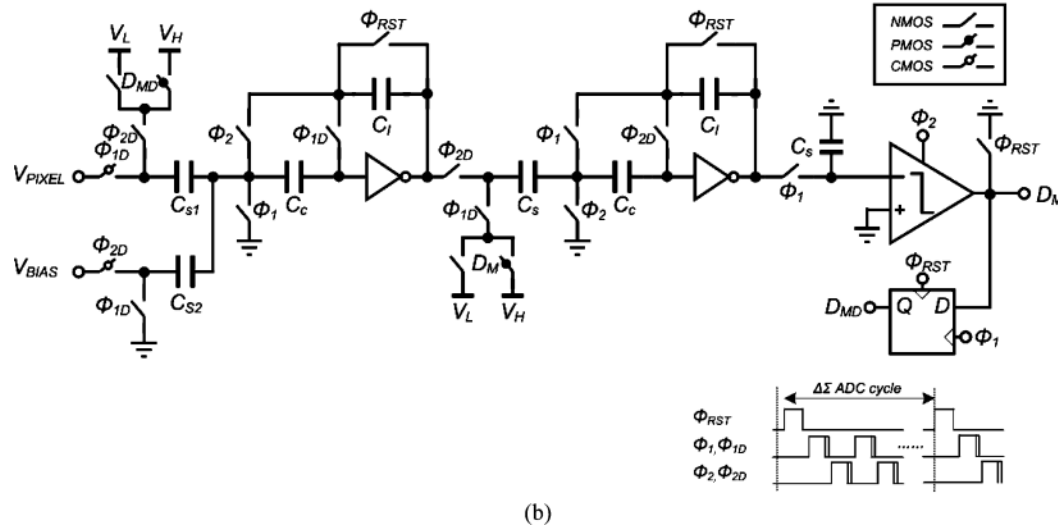 Φ_RST Φ_RST NMOS
V_L V_H PMOS
D_MD CMOS
C_I C_I
Φ_2D Φ_2 Φ_1D Φ_1 Φ_2D C_s Φ_2 Φ_RST
Φ_1D Φ_2D
V_PIXEL D_M
C_s1 Φ_1 C_c Φ_1D C_s Φ_2 C_c Φ_1 +
Φ_2D
V_BIAS D_M Φ_RST
Φ_1D C_S2 V_L V_H D_MD Q D
Φ_1
ΔΣ ADC cycle
Φ_RST
Φ_1,Φ_1D ......
Φ_2,Φ_2D
(b)